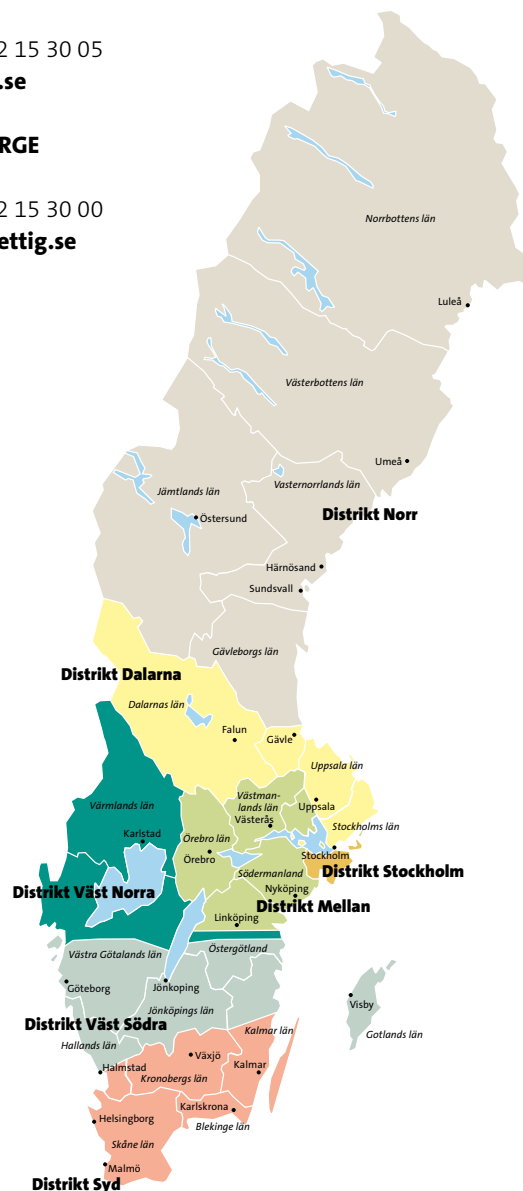 2 15 30 05
.se
RGE
2 15 30 00
ettig.se
Norrbottens län
Luleå
Västerbottens län
Umeå
Jämtlands län
Vasternorrlands län
Östersund
Distrikt Norr
Härnösand
Sundsvall
Gävleborgs län
Distrikt Dalarna
Dalarnas län
Falun
Gävle
Uppsala län
Västman-
lands län
Uppsala
Värmlands län
Västerås
Stockholms län
Karlstad
Örebro län
Örebro
Stockholm
Södermanland
Distrikt Stockholm
Distrikt Väst Norra
Nyköping
Distrikt Mellan
Linköping
Västra Götalands län
Östergötland
Göteborg
Jönkoping
Visby
Jönköpings län
Distrikt Väst Södra
Kalmar län
Gotlands län
Hallands län
Växjö
Halmstad
Kronobergs län
Kalmar
Karlskrona
Helsingborg
Blekinge län
Skåne län
Malmö
Distrikt Syd